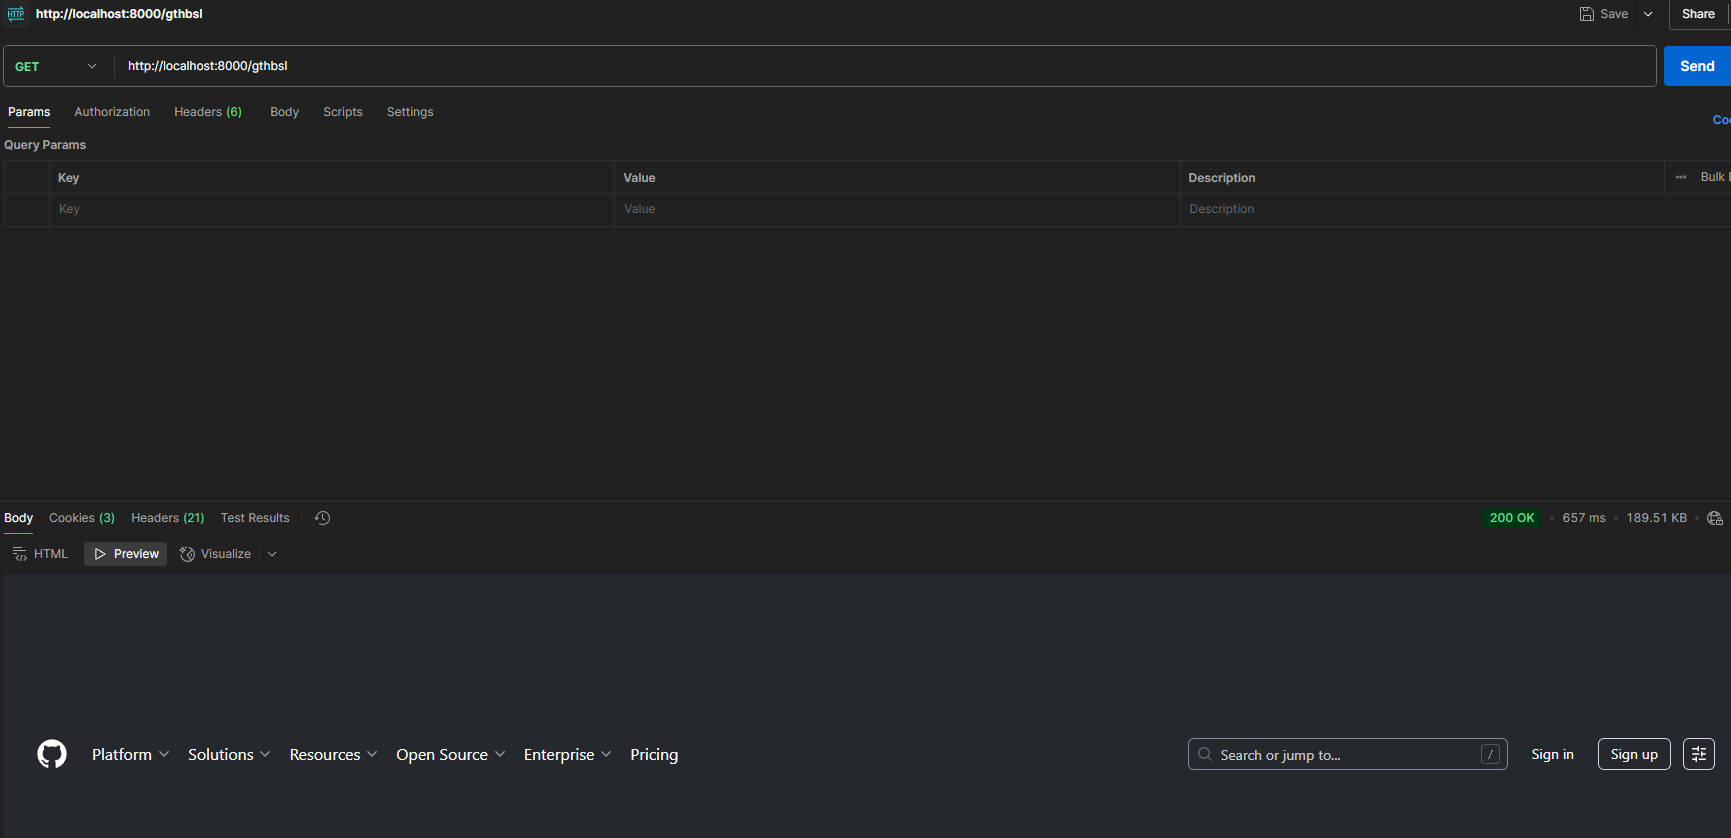 HTTP http://localhost:8000/gthbsl Save Share
GET http://localhost:8000/gthbsl Send
Params Authorization Headers (6) Body Scripts Settings
Coo
Query Params
Key Value Description Bulk E
Key Value Description
Body Cookies (3) Headers (21) Test Results 200 OK 657 ms 189.51 KB
HTML Preview Visualize
Platform Solutions Resources Open Source Enterprise Pricing Search or jump to... / Sign in Sign up